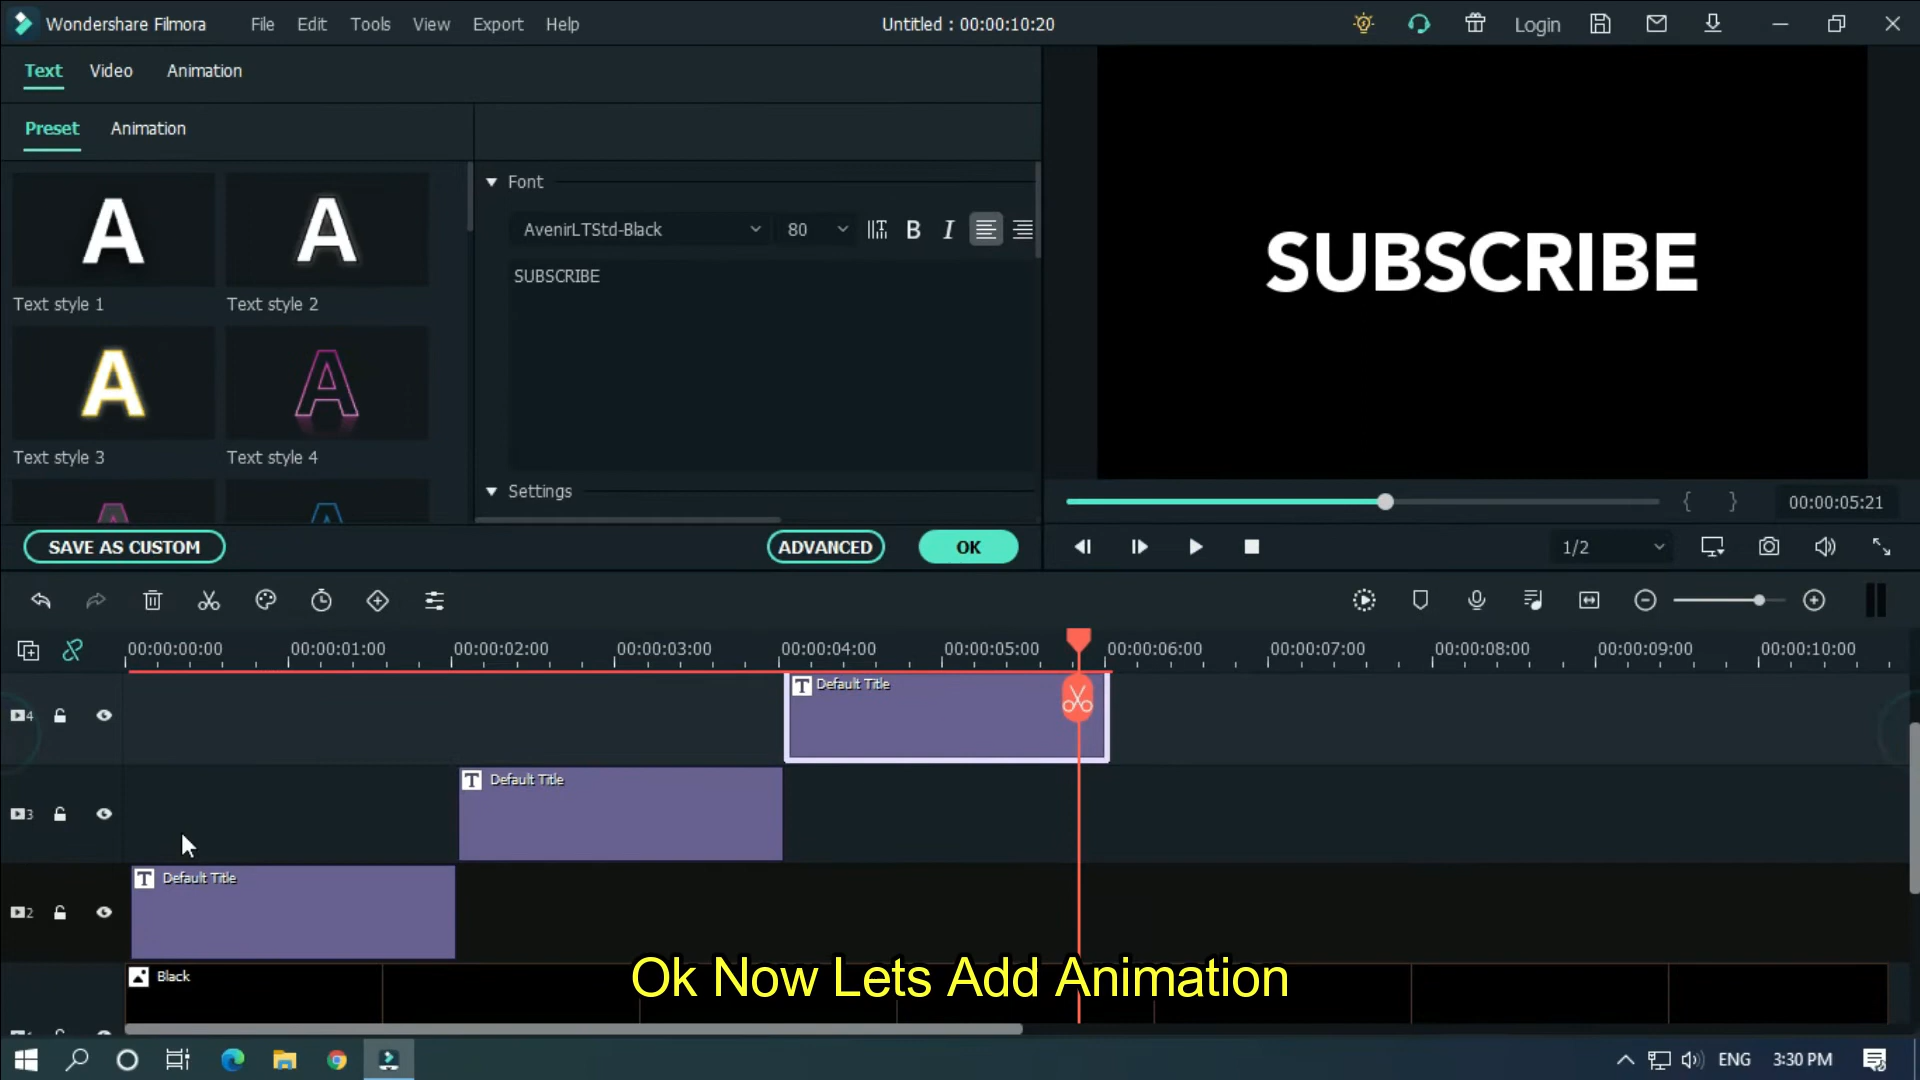 Wondershare Filmora File Edit Tools View Export Help Untitled : 00:00:10:20 Login
Text Video Animation
Preset Animation
Font
AvenirLTStd-Black 80 B I
SUBSCRIBE
SUBSCRIBE
A A
Text style 1 Text style 2
A A
Text style 3 Text style 4
A A
Settings
{ } 00:00:05:21
SAVE AS CUSTOM ADVANCED OK
1/2
00:00:00:00 00:00:01:00 00:00:02:00 00:00:03:00 00:00:04:00 00:00:05:00 00:00:06:00 00:00:07:00 00:00:08:00 00:00:09:00 00:00:10:00
4 T Default Title
3 T Default Title
2 T Default Title
Black
Ok Now Lets Add Animation
ENG 3:30 PM